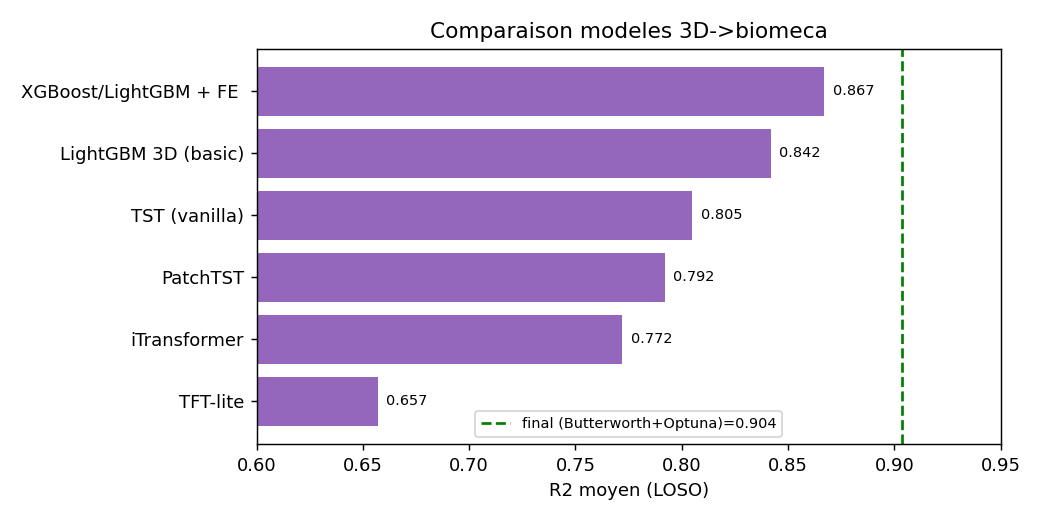 Comparaison modeles 3D->biomeca
XGBoost/LightGBM + FE
0.867
LightGBM 3D (basic)
0.842
TST (vanilla)
0.805
PatchTST
0.792
iTransformer
0.772
TFT-lite
0.657
final (Butterworth+Optuna)=0.904
0.60 0.65 0.70 0.75 0.80 0.85 0.90 0.95
R2 moyen (LOSO)